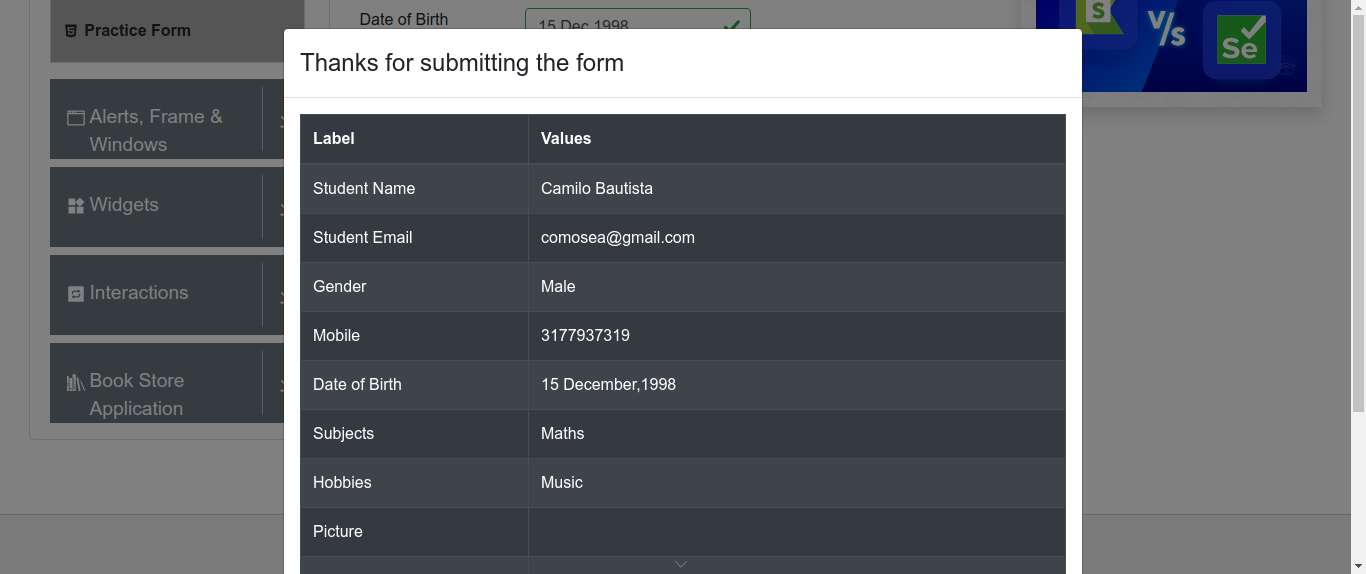 Practice Form
Alerts, Frame &
Windows
Widgets
Interactions
Book Store
Application
Date of Birth
15 Dec 1998
S
V/s
Se
Thanks for submitting the form
Label Values
Student Name Camilo Bautista
Student Email comosea@gmail.com
Gender Male
Mobile 3177937319
Date of Birth 15 December,1998
Subjects Maths
Hobbies Music
Picture